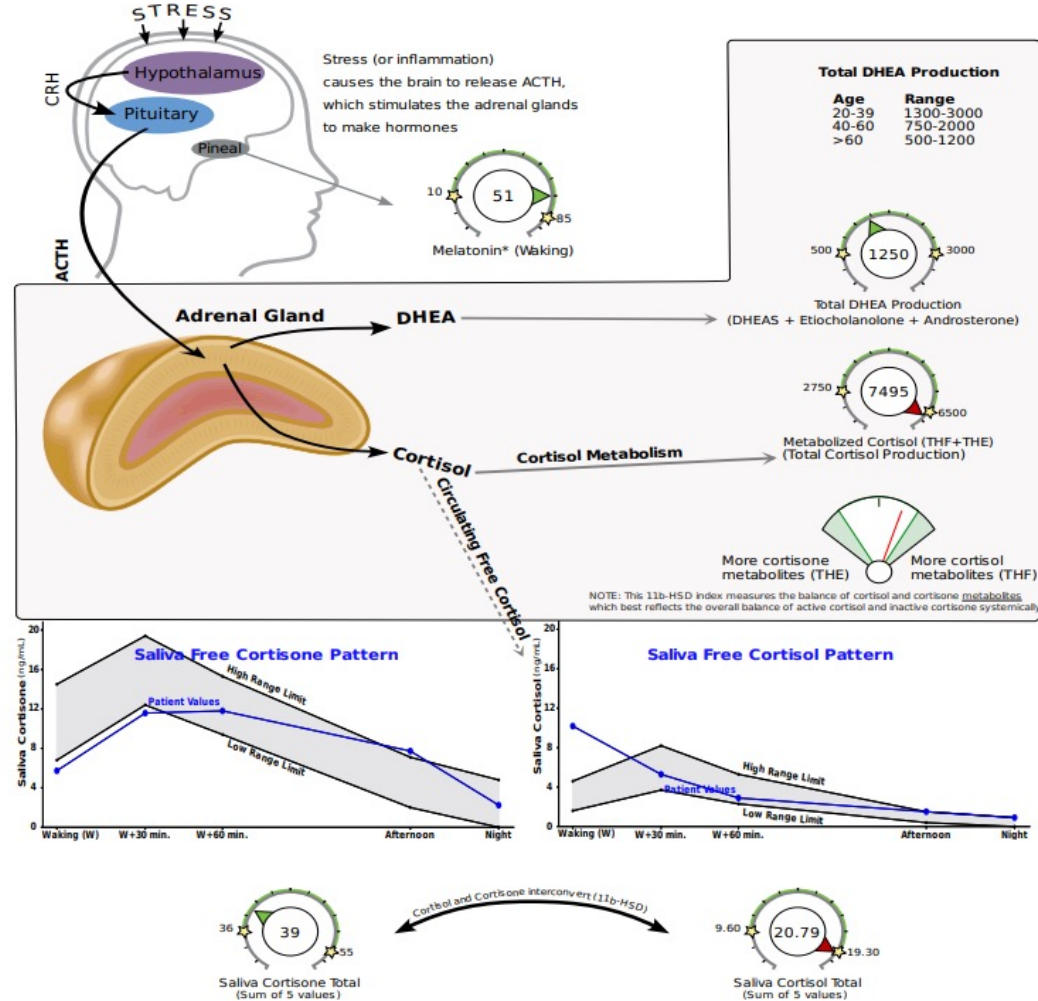 STRESS
Hypothalamus
CRH
Pituitary
Pineal
ACTH
Stress (or inflammation)
causes the brain to release ACTH,
which stimulates the adrenal glands
to make hormones
10
51
85
Melatonin* (Waking)
Total DHEA Production
Age Range
20-39 1300-3000
40-60 750-2000
>60 500-1200
500
1250
3000
Total DHEA Production
(DHEAS + Etiocholanolone + Androsterone)
Adrenal Gland
DHEA
2750
7495
6500
Metabolized Cortisol (THF+THE)
(Total Cortisol Production)
Cortisol
Cortisol Metabolism
Circulating Free Cortisol
More cortisone
metabolites (THE)
More cortisol
metabolites (THF)
NOTE: This 11b-HSD index measures the balance of cortisol and cortisone metabolites
which best reflects the overall balance of active cortisol and inactive cortisone systemically
Saliva Free Cortisone Pattern
Saliva Cortisone (ng/mL)
20
16
12
8
4
0
High Range Limit
Patient Values
Low Range Limit
Waking (W) W+30 min. W+60 min. Afternoon Night
Saliva Free Cortisol Pattern
Saliva Cortisol (ng/mL)
20
16
12
8
4
0
High Range Limit
Patient Values
Low Range Limit
Waking (W) W+30 min. W+60 min. Afternoon Night
Cortisol and Cortisone interconvert (11b-HSD)
36
39
55
Saliva Cortisone Total
(Sum of 5 values)
9.60
20.79
19.30
Saliva Cortisol Total
(Sum of 5 values)